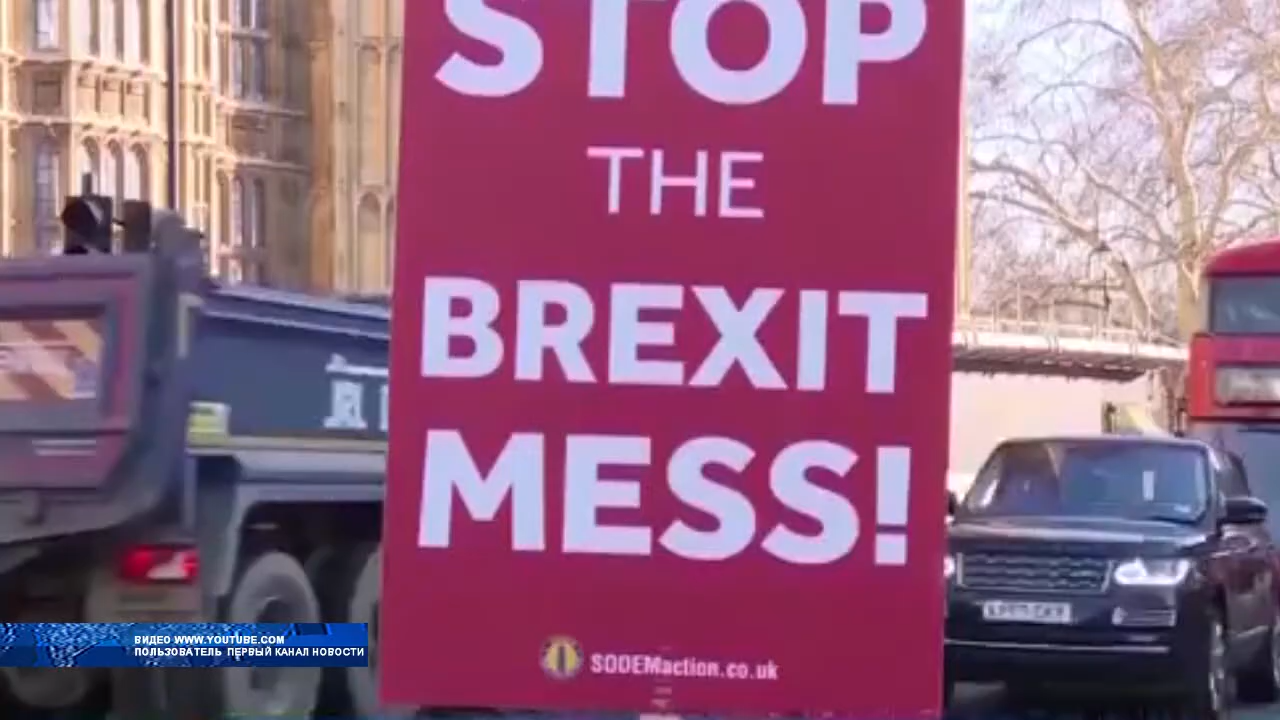 STOP
THE
BREXIT
MESS!
SODEMaction.co.uk
ВИДЕО WWW.YOUTUBE.COM
ПОЛЬЗОВАТЕЛЬ ПЕРВЫЙ КАНАЛ НОВОСТИ